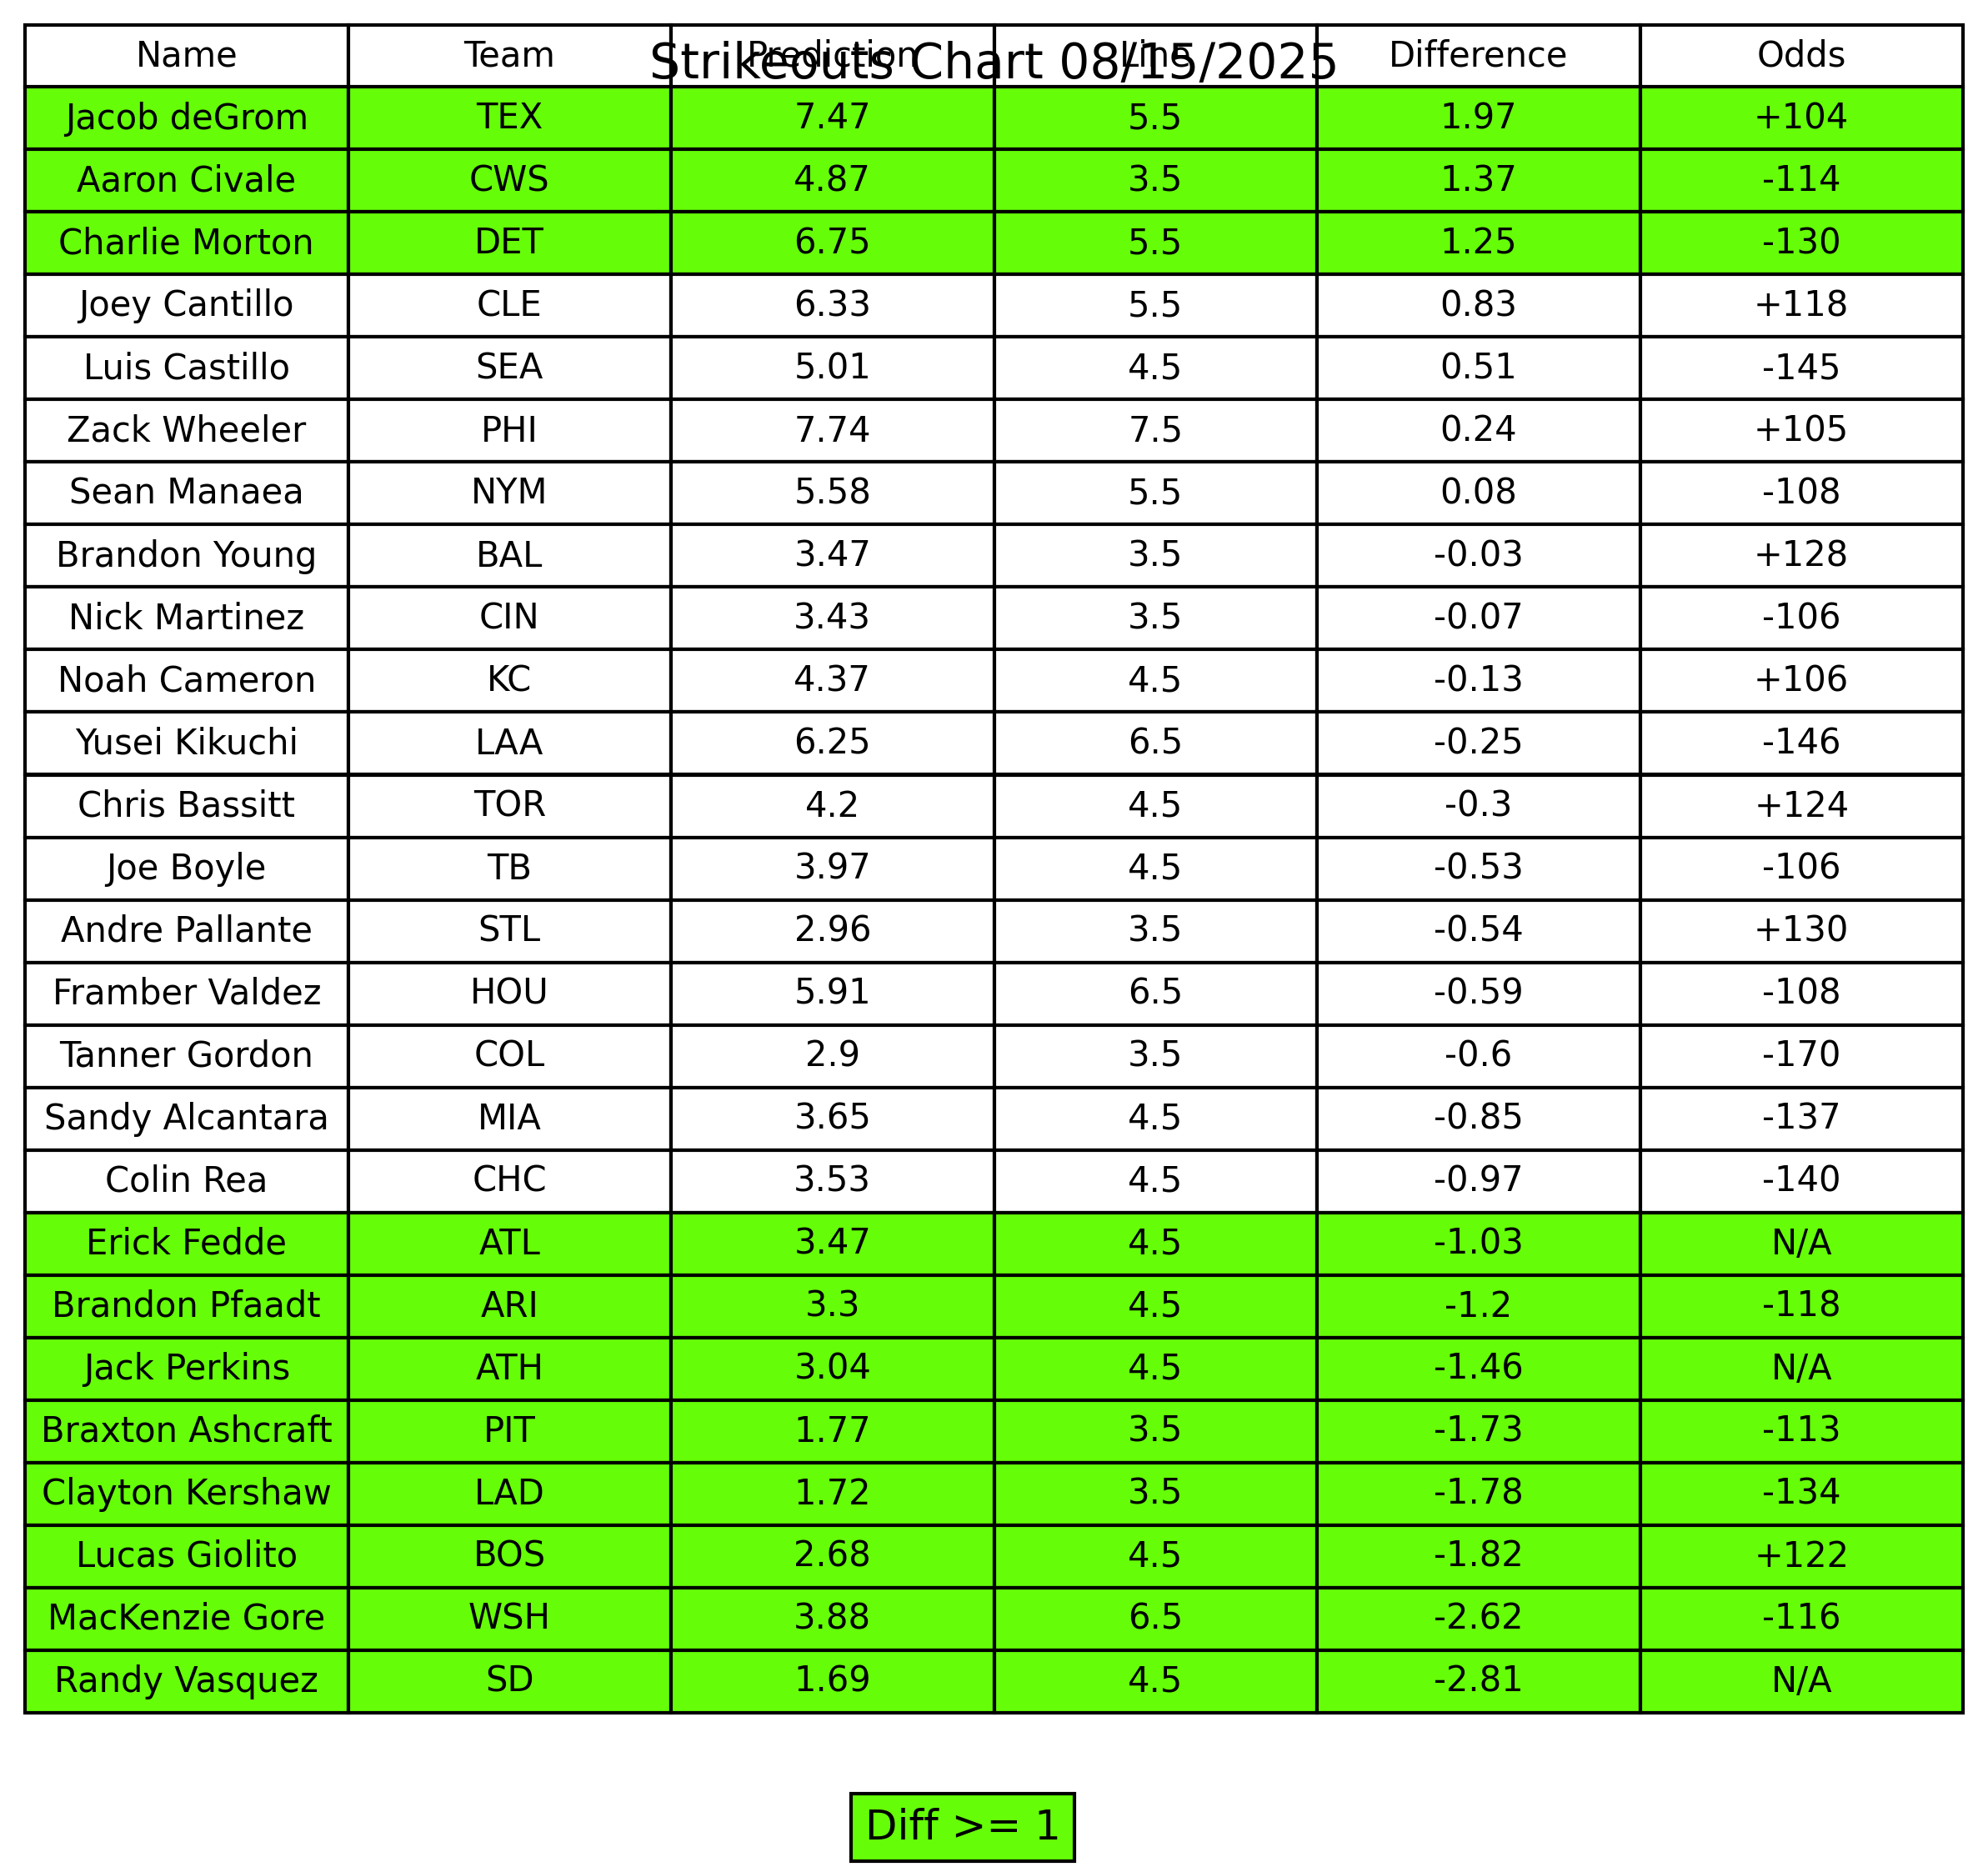 Strikeouts Chart 08/15/2025
Name Team Prediction Line Difference Odds
Jacob deGrom TEX 7.47 5.5 1.97 +104
Aaron Civale CWS 4.87 3.5 1.37 -114
Charlie Morton DET 6.75 5.5 1.25 -130
Joey Cantillo CLE 6.33 5.5 0.83 +118
Luis Castillo SEA 5.01 4.5 0.51 -145
Zack Wheeler PHI 7.74 7.5 0.24 +105
Sean Manaea NYM 5.58 5.5 0.08 -108
Brandon Young BAL 3.47 3.5 -0.03 +128
Nick Martinez CIN 3.43 3.5 -0.07 -106
Noah Cameron KC 4.37 4.5 -0.13 +106
Yusei Kikuchi LAA 6.25 6.5 -0.25 -146
Chris Bassitt TOR 4.2 4.5 -0.3 +124
Joe Boyle TB 3.97 4.5 -0.53 -106
Andre Pallante STL 2.96 3.5 -0.54 +130
Framber Valdez HOU 5.91 6.5 -0.59 -108
Tanner Gordon COL 2.9 3.5 -0.6 -170
Sandy Alcantara MIA 3.65 4.5 -0.85 -137
Colin Rea CHC 3.53 4.5 -0.97 -140
Erick Fedde ATL 3.47 4.5 -1.03 N/A
Brandon Pfaadt ARI 3.3 4.5 -1.2 -118
Jack Perkins ATH 3.04 4.5 -1.46 N/A
Braxton Ashcraft PIT 1.77 3.5 -1.73 -113
Clayton Kershaw LAD 1.72 3.5 -1.78 -134
Lucas Giolito BOS 2.68 4.5 -1.82 +122
MacKenzie Gore WSH 3.88 6.5 -2.62 -116
Randy Vasquez SD 1.69 4.5 -2.81 N/A
Diff >= 1